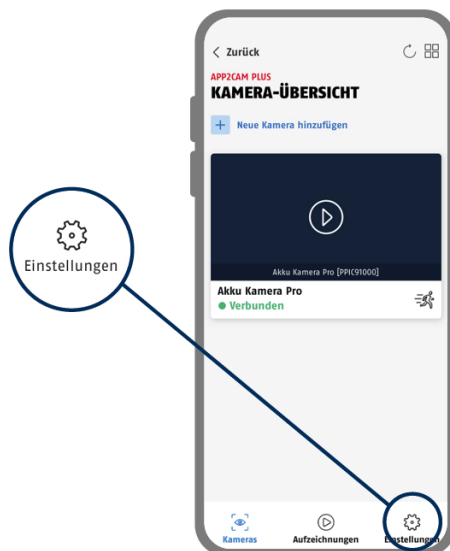 Zurück
APP2CAM PLUS
KAMERA-ÜBERSICHT
Neue Kamera hinzufügen
Akku Kamera Pro [PPIC91000]
Akku Kamera Pro
Verbunden
Einstellungen
Kameras Aufzeichnungen Einstellungen